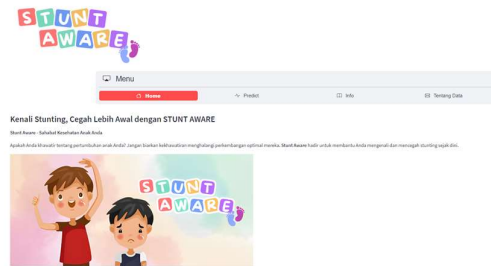 STUNT
AWARE
Menu
Home
Predict
Info
Tentang Data
Kenali Stunting, Cegah Lebih Awal dengan STUNT AWARE
Stunt Aware - Sahabat Kesehatan Anak Anda
Apakah Anda khawatir tentang pertumbuhan anak Anda? Jangan biarkan kekhawatiran menghalangi perkembangan optimal mereka. Stunt Aware hadir untuk membantu Anda mengenali dan mencegah stunting sejak dini.
STUNT
AWARE